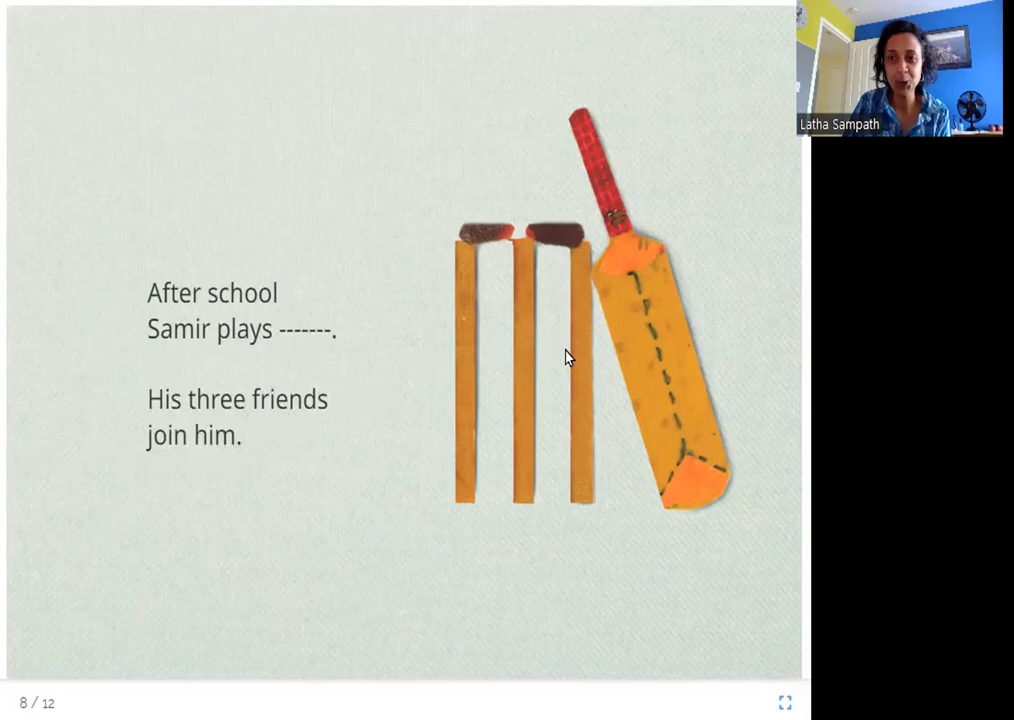 Latha Sampath
After school
Samir plays -------.
His three friends
join him.
8 / 12